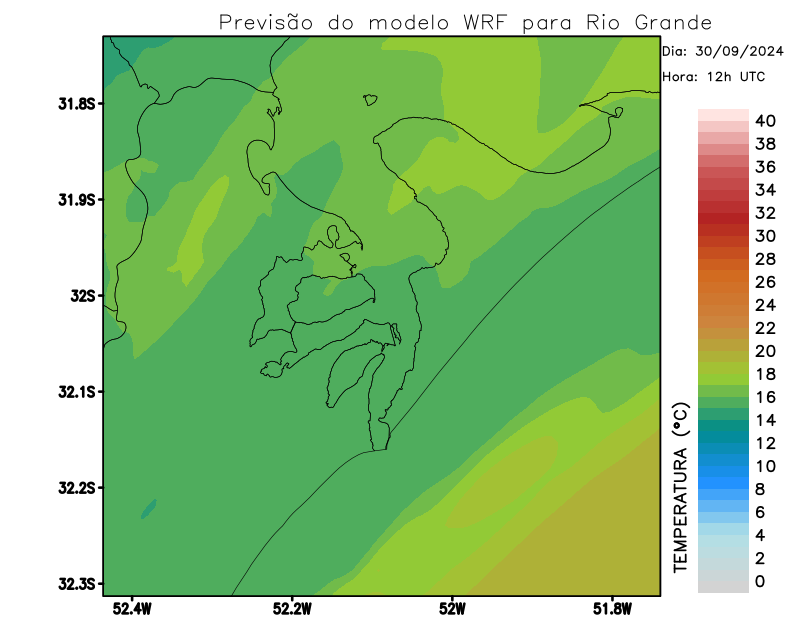 Previsão do modelo WRF para Rio Grande
Dia: 30/09/2024
Hora: 12h UTC
31.8S
31.9S
32S
32.1S
32.2S
32.3S
52.4W
52.2W
52W
51.8W
TEMPERATURA (°C)
40
38
36
34
32
30
28
26
24
22
20
18
16
14
12
10
8
6
4
2
0